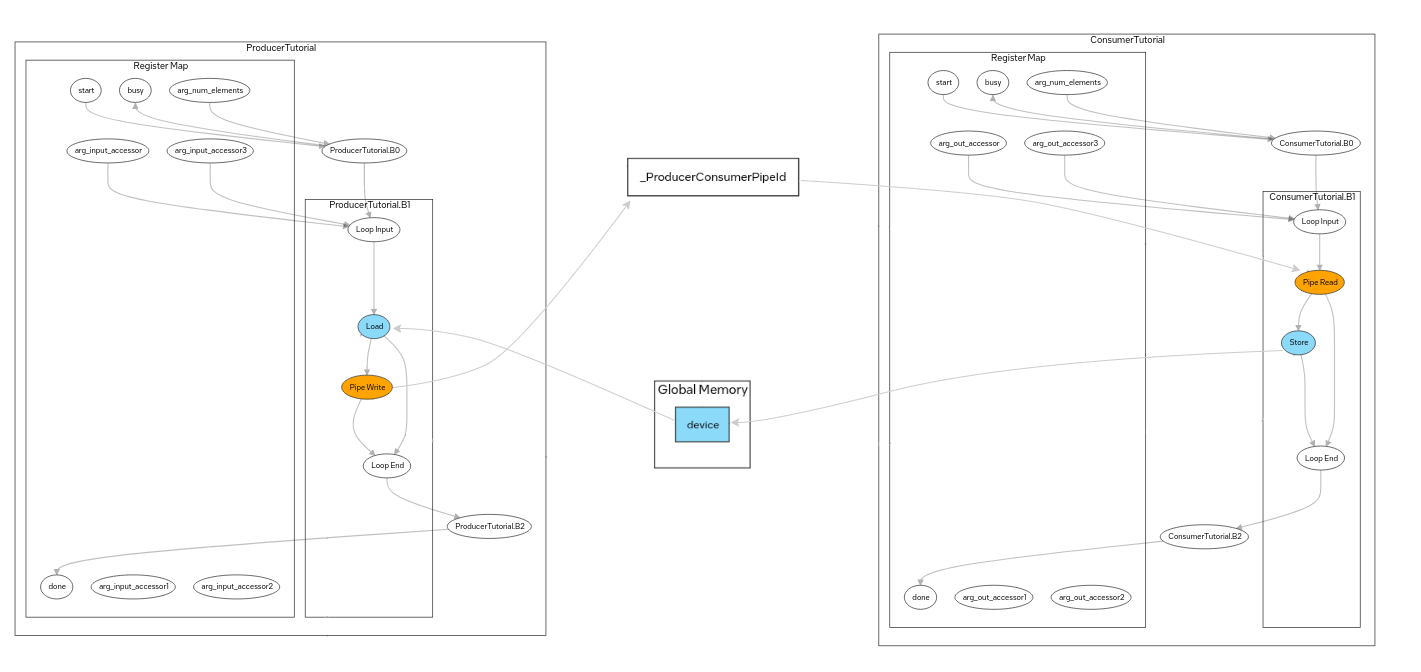 ProducerTutorial
Register Map
start
busy
arg_num_elements
arg_input_accessor
arg_input_accessor3
ProducerTutorial.B0
ProducerTutorial.B1
Loop Input
Load
Pipe Write
Loop End
ProducerTutorial.B2
done
arg_input_accessor1
arg_input_accessor2
_ProducerConsumerPipeId
Global Memory
device
ConsumerTutorial
Register Map
start
busy
arg_num_elements
arg_out_accessor
arg_out_accessor3
ConsumerTutorial.B0
ConsumerTutorial.B1
Loop Input
Pipe Read
Store
Loop End
ConsumerTutorial.B2
done
arg_out_accessor1
arg_out_accessor2